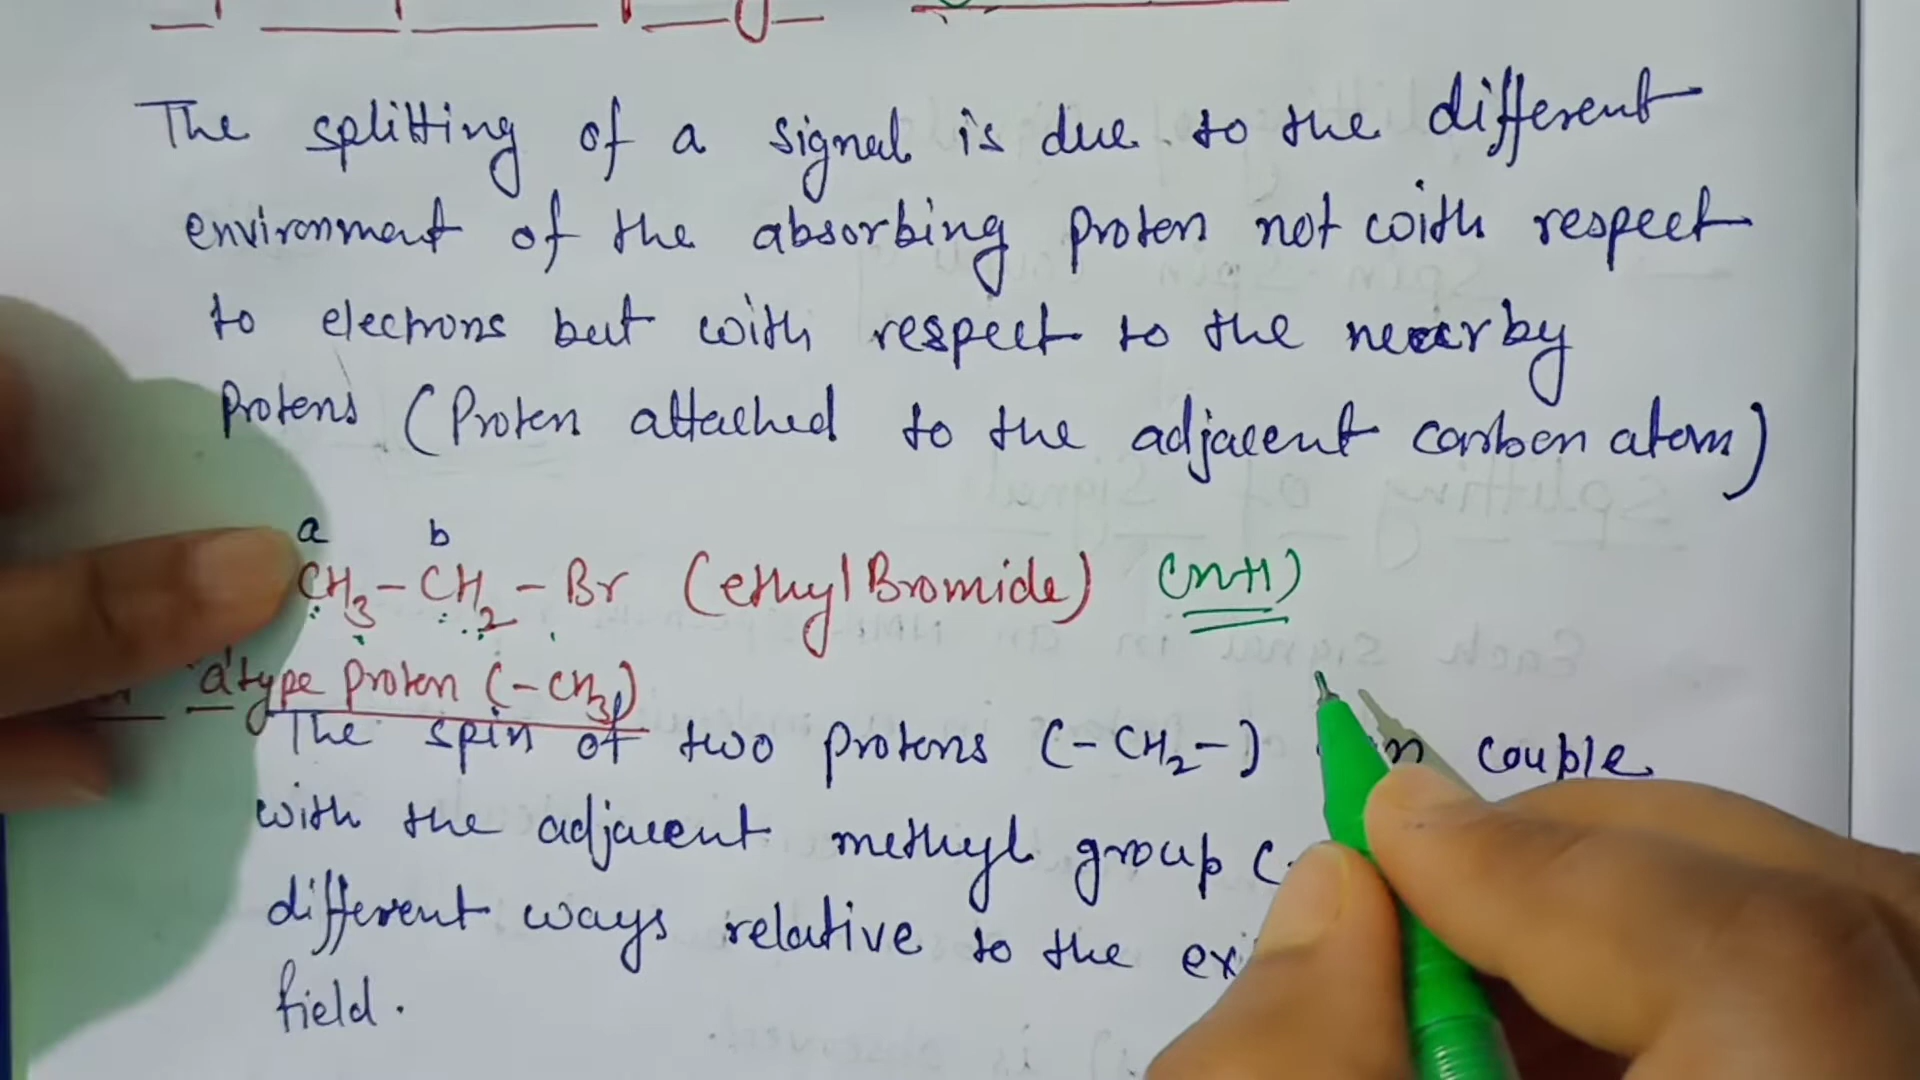 The splitting of a signal is due to the different
environment of the absorbing proton not with respect
to electrons but with respect to the nearby
Protons (Proton attached to the adjacent carbon atom)
a b
CH₃-CH₂-Br (ethyl Bromide) (n+1)
a type proton (-CH₃)
The spin of two protons (-CH₂-) couple
with the adjacent methyl group (-
different ways relative to the
field.